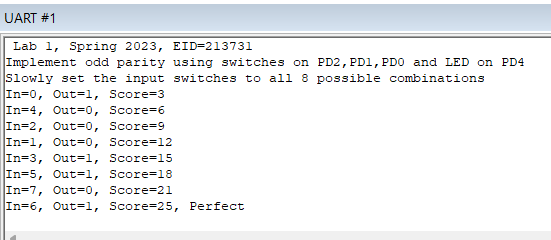 UART #1
Lab 1, Spring 2023, EID=213731
Implement odd parity using switches on PD2,PD1,PD0 and LED on PD4
Slowly set the input switches to all 8 possible combinations
In=0, Out=1, Score=3
In=4, Out=0, Score=6
In=2, Out=0, Score=9
In=1, Out=0, Score=12
In=3, Out=1, Score=15
In=5, Out=1, Score=18
In=7, Out=0, Score=21
In=6, Out=1, Score=25, Perfect